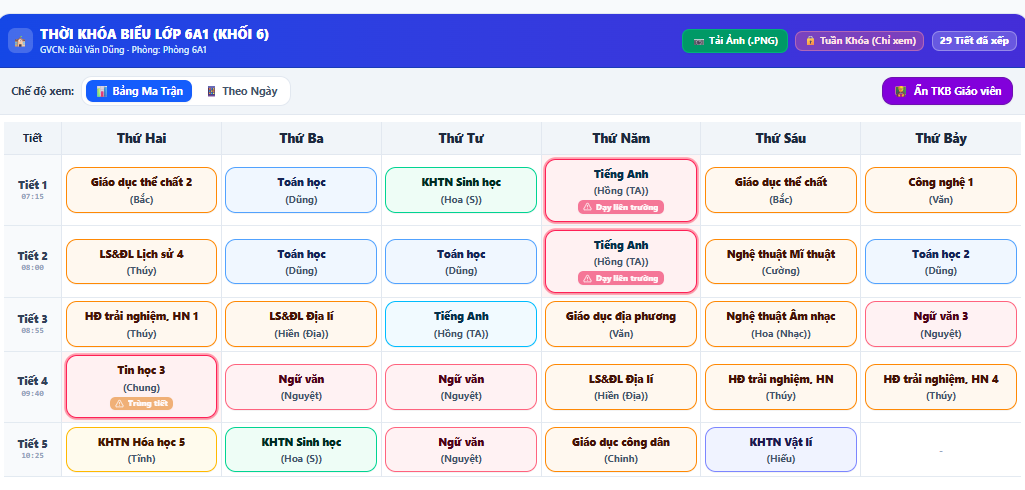 THỜI KHÓA BIỂU LỚP 6A1 (KHỐI 6)
GVCN: Bùi Văn Dũng - Phòng: Phòng 6A1
Tải Ảnh (.PNG)
Tuần Khóa (Chỉ xem)
29 Tiết đã xếp
Chế độ xem:
Bảng Ma Trận
Theo Ngày
Ẩn TKB Giáo viên
Tiết
Thứ Hai
Thứ Ba
Thứ Tư
Thứ Năm
Thứ Sáu
Thứ Bảy
Tiết 1
07:15
Giáo dục thể chất 2
(Bắc)
Toán học
(Dũng)
KHTN Sinh học
(Hoa (S))
Tiếng Anh
(Hồng (TA))
Dạy liên trường
Giáo dục thể chất
(Bắc)
Công nghệ 1
(Văn)
Tiết 2
08:00
LS&ĐL Lịch sử 4
(Thúy)
Toán học
(Dũng)
Toán học
(Dũng)
Tiếng Anh
(Hồng (TA))
Dạy liên trường
Nghệ thuật Mĩ thuật
(Cường)
Toán học 2
(Dũng)
Tiết 3
08:55
HĐ trải nghiệm, HN 1
(Thúy)
LS&ĐL Địa lí
(Hiền (Địa))
Tiếng Anh
(Hồng (TA))
Giáo dục địa phương
(Văn)
Nghệ thuật Âm nhạc
(Hoa (Nhạc))
Ngữ văn 3
(Nguyệt)
Tiết 4
09:40
Tin học 3
(Chung)
Trùng tiết
Ngữ văn
(Nguyệt)
Ngữ văn
(Nguyệt)
LS&ĐL Địa lí
(Hiền (Địa))
HĐ trải nghiệm, HN
(Thúy)
HĐ trải nghiệm, HN 4
(Thúy)
Tiết 5
10:25
KHTN Hóa học 5
(Tĩnh)
KHTN Sinh học
(Hoa (S))
Ngữ văn
(Nguyệt)
Giáo dục công dân
(Chinh)
KHTN Vật lí
(Hiếu)
-